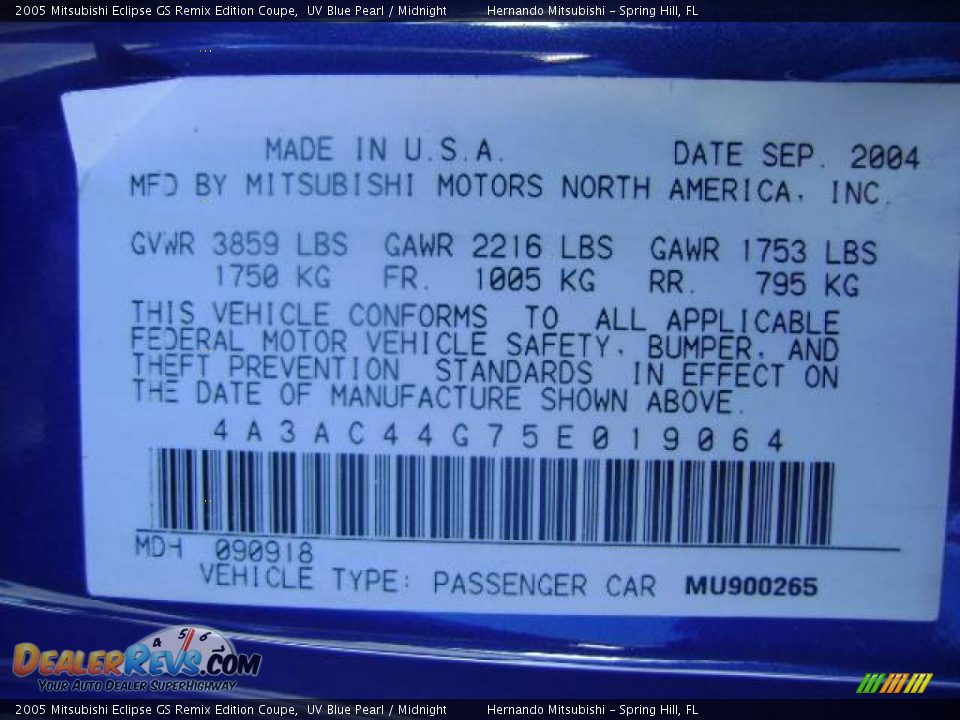 2005 Mitsubishi Eclipse GS Remix Edition Coupe, UV Blue Pearl / Midnight Hernando Mitsubishi - Spring Hill, FL
MADE IN U.S.A. DATE SEP. 2004
MFD BY MITSUBISHI MOTORS NORTH AMERICA, INC.
GVWR 3859 LBS GAWR 2216 LBS GAWR 1753 LBS
1750 KG FR. 1005 KG RR. 795 KG
THIS VEHICLE CONFORMS TO ALL APPLICABLE
FEDERAL MOTOR VEHICLE SAFETY, BUMPER, AND
THEFT PREVENTION STANDARDS IN EFFECT ON
THE DATE OF MANUFACTURE SHOWN ABOVE.
4A3AC44G75E019064
MDH 090918
VEHICLE TYPE: PASSENGER CAR MU900265
4 5 6
DEALERREVS.COM
YOUR AUTO DEALER SUPERHIGHWAY
2005 Mitsubishi Eclipse GS Remix Edition Coupe, UV Blue Pearl / Midnight Hernando Mitsubishi - Spring Hill, FL